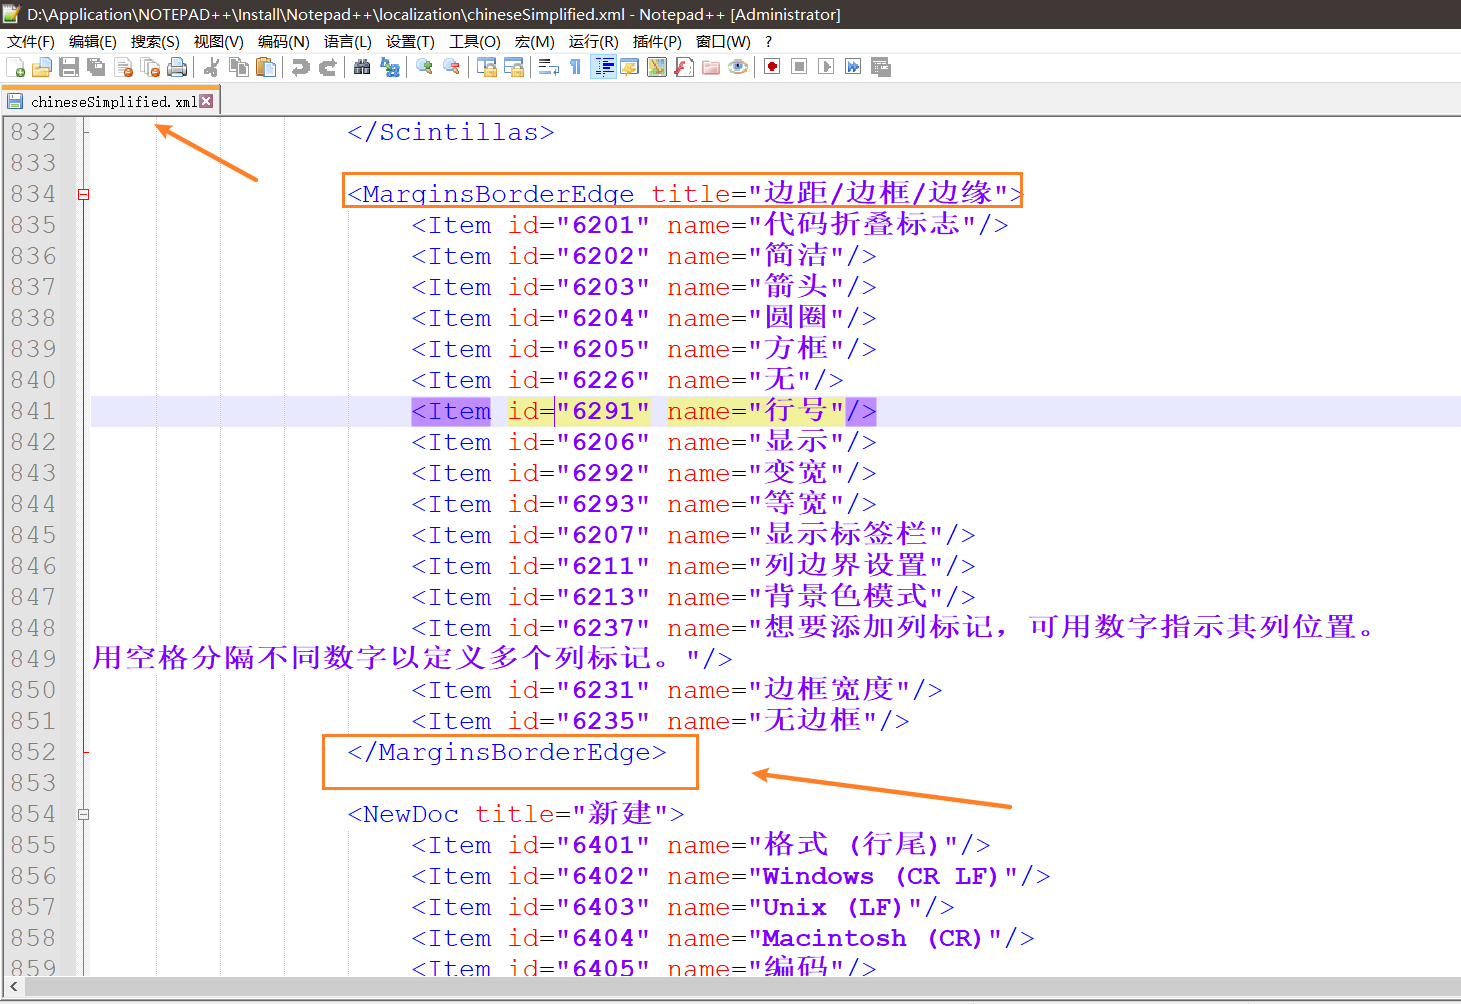 D:\Application\NOTEPAD++\Install\Notepad++\localization\chineseSimplified.xml - Notepad++ [Administrator]
文件(F) 编辑(E) 搜索(S) 视图(V) 编码(N) 语言(L) 设置(T) 工具(O) 宏(M) 运行(R) 插件(P) 窗口(W) ?
chineseSimplified.xml
832 </Scintillas>
833
834 <MarginsBorderEdge title="边距/边框/边缘">
835 <Item id="6201" name="代码折叠标志"/>
836 <Item id="6202" name="简洁"/>
837 <Item id="6203" name="箭头"/>
838 <Item id="6204" name="圆圈"/>
839 <Item id="6205" name="方框"/>
840 <Item id="6226" name="无"/>
841 <Item id="6291" name="行号"/>
842 <Item id="6206" name="显示"/>
843 <Item id="6292" name="变宽"/>
844 <Item id="6293" name="等宽"/>
845 <Item id="6207" name="显示标签栏"/>
846 <Item id="6211" name="列边界设置"/>
847 <Item id="6213" name="背景色模式"/>
848 <Item id="6237" name="想要添加列标记，可用数字指示其列位置。
849 用空格分隔不同数字以定义多个列标记。"/>
850 <Item id="6231" name="边框宽度"/>
851 <Item id="6235" name="无边框"/>
852 </MarginsBorderEdge>
853
854 <NewDoc title="新建">
855 <Item id="6401" name="格式 (行尾)"/>
856 <Item id="6402" name="Windows (CR LF)"/>
857 <Item id="6403" name="Unix (LF)"/>
858 <Item id="6404" name="Macintosh (CR)"/>
859 <Item id="6405" name="编码"/>